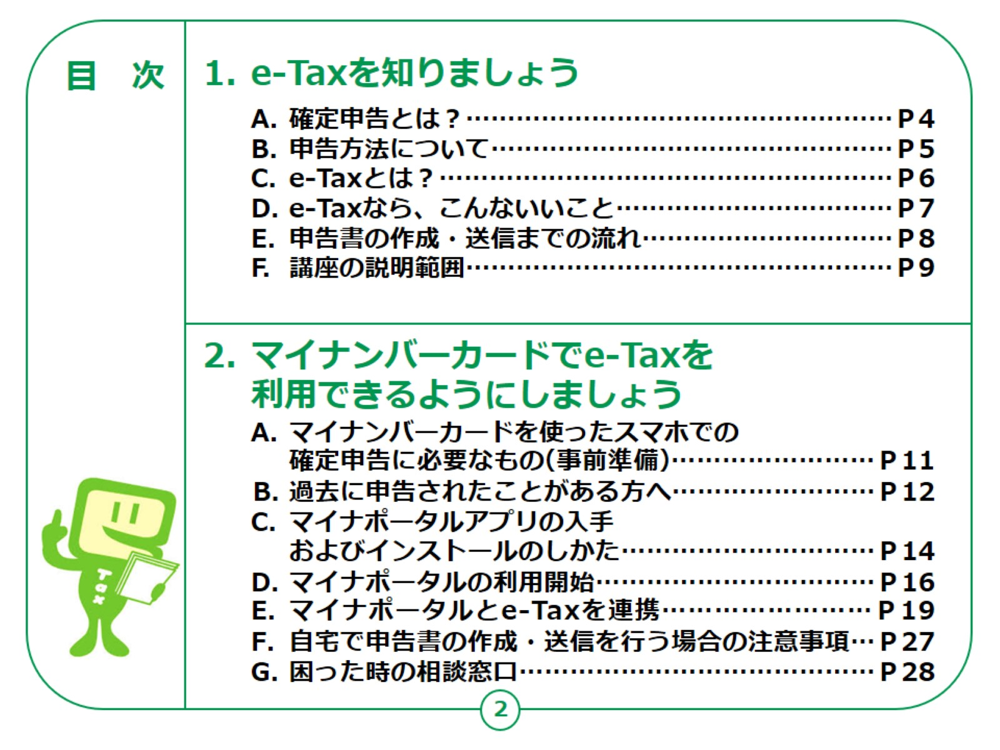 目　次
1. e-Taxを知りましょう
A. 確定申告とは？‥‥‥‥‥‥‥‥‥‥‥‥‥‥‥‥‥‥‥‥‥‥‥‥‥ P4
B. 申告方法について‥‥‥‥‥‥‥‥‥‥‥‥‥‥‥‥‥‥‥‥‥‥‥‥ P5
C. e-Taxとは？‥‥‥‥‥‥‥‥‥‥‥‥‥‥‥‥‥‥‥‥‥‥‥‥‥‥‥ P6
D. e-Taxなら、こんないいこと‥‥‥‥‥‥‥‥‥‥‥‥‥‥‥‥ P7
E. 申告書の作成・送信までの流れ‥‥‥‥‥‥‥‥‥‥‥‥‥‥‥ P8
F. 講座の説明範囲‥‥‥‥‥‥‥‥‥‥‥‥‥‥‥‥‥‥‥‥‥‥‥‥‥ P9
2. マイナンバーカードでe-Taxを
利用できるようにしましょう
A. マイナンバーカードを使ったスマホでの
確定申告に必要なもの(事前準備)‥‥‥‥‥‥‥‥‥‥‥‥ P11
B. 過去に申告されたことがある方へ‥‥‥‥‥‥‥‥‥‥‥‥ P12
C. マイナポータルアプリの入手
およびインストールのしかた‥‥‥‥‥‥‥‥‥‥‥‥‥‥‥ P14
D. マイナポータルの利用開始‥‥‥‥‥‥‥‥‥‥‥‥‥‥‥‥ P16
E. マイナポータルとe-Taxを連携‥‥‥‥‥‥‥‥‥‥‥‥ P19
F. 自宅で申告書の作成・送信を行う場合の注意事項‥ P27
G. 困った時の相談窓口‥‥‥‥‥‥‥‥‥‥‥‥‥‥‥‥‥‥‥‥‥ P28
Tax
2